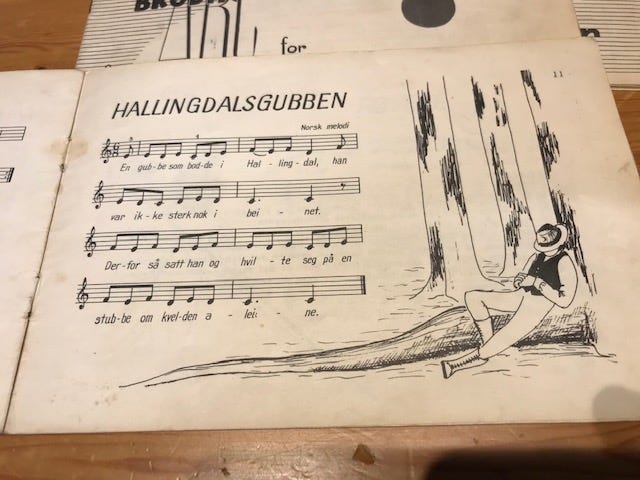 for
11
HALLINGDALSGUBBEN
Norsk melodi
En gub-be som bod-de i Hal-ling-dal, han
var ik-ke sterk nok i bei-net.
Der-for så satt han og hvil-te seg på en
stub-be om kvel-den a-lei-ne.